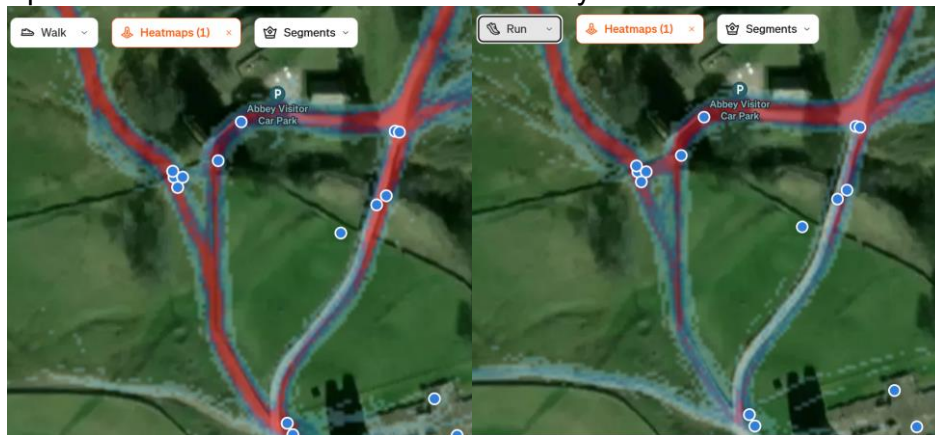 Walk
Heatmaps (1) ×
Segments
P
Abbey Visitor
Car Park
Run
Heatmaps (1) ×
Segments
P
Abbey Visitor
Car Park